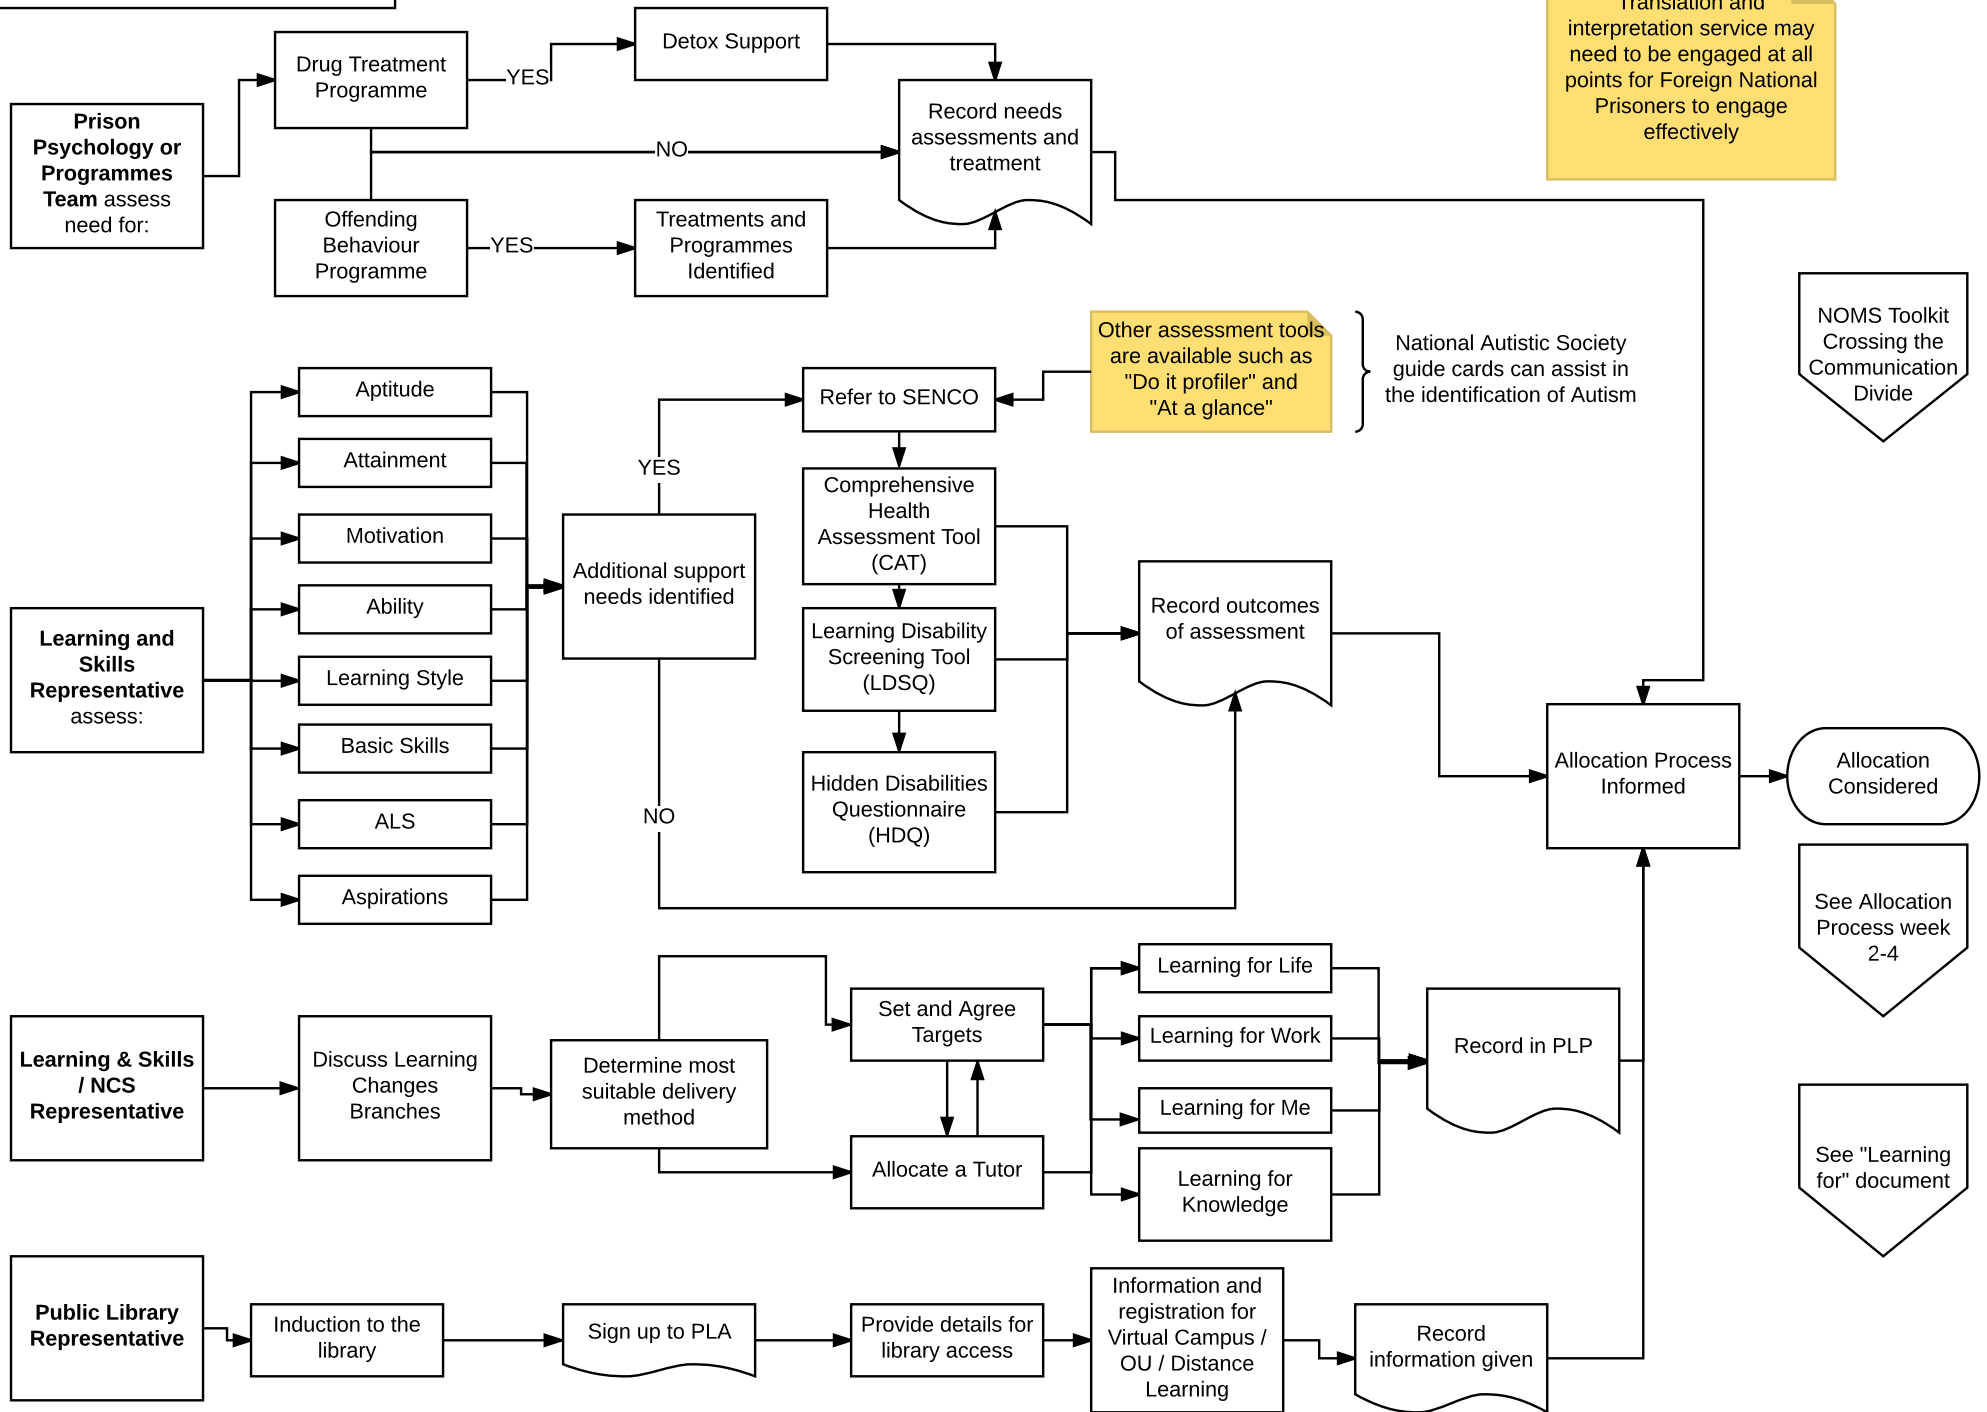 Translation and
interpretation service may
need to be engaged at all
points for Foreign National
Prisoners to engage
effectively
Prison
Psychology or
Programmes
Team assess
need for:
Drug Treatment
Programme
YES
Detox Support
Record needs
assessments and
treatment
NO
Offending
Behaviour
Programme
YES
Treatments and
Programmes
Identified
Other assessment tools
are available such as
"Do it profiler" and
"At a glance"
National Autistic Society
guide cards can assist in
the identification of Autism
NOMS Toolkit
Crossing the
Communication
Divide
Learning and
Skills
Representative
assess:
Aptitude
Attainment
Motivation
Ability
Learning Style
Basic Skills
ALS
Aspirations
Additional support
needs identified
YES
NO
Refer to SENCO
Comprehensive
Health
Assessment Tool
(CAT)
Learning Disability
Screening Tool
(LDSQ)
Hidden Disabilities
Questionnaire
(HDQ)
Record outcomes
of assessment
Allocation Process
Informed
Allocation
Considered
See Allocation
Process week
2-4
Learning & Skills
/ NCS
Representative
Discuss Learning
Changes
Branches
Determine most
suitable delivery
method
Set and Agree
Targets
Allocate a Tutor
Learning for Life
Learning for Work
Learning for Me
Learning for
Knowledge
Record in PLP
See "Learning
for" document
Public Library
Representative
Induction to the
library
Sign up to PLA
Provide details for
library access
Information and
registration for
Virtual Campus /
OU / Distance
Learning
Record
information given